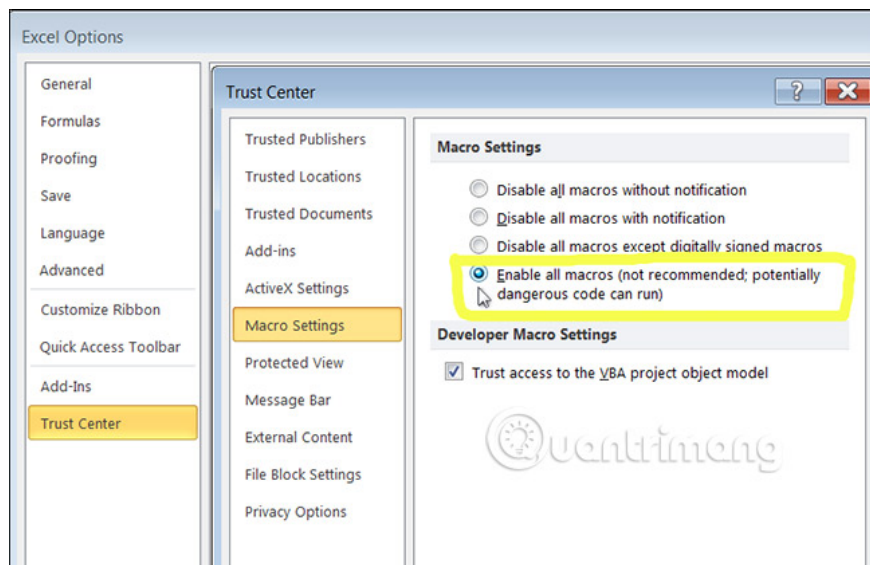 Excel Options
General
Formulas
Proofing
Save
Language
Advanced
Customize Ribbon
Quick Access Toolbar
Add-Ins
Trust Center
Trust Center
?
Trusted Publishers
Trusted Locations
Trusted Documents
Add-ins
ActiveX Settings
Macro Settings
Protected View
Message Bar
External Content
File Block Settings
Privacy Options
Macro Settings
Disable all macros without notification
Disable all macros with notification
Disable all macros except digitally signed macros
Enable all macros (not recommended; potentially
dangerous code can run)
Developer Macro Settings
Trust access to the VBA project object model
Quantrimang